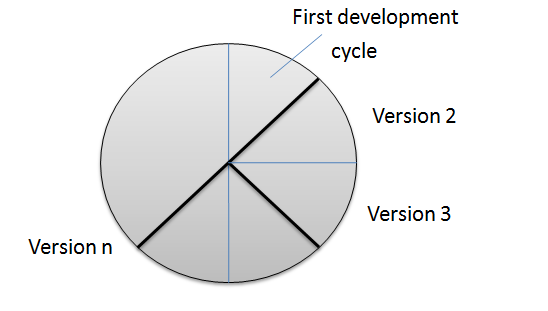 First development
cycle
Version 2
Version 3
Version n